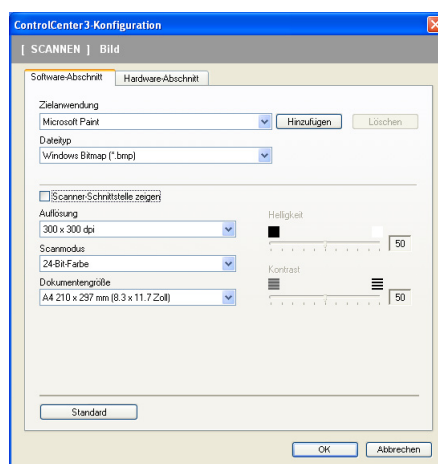 ControlCenter3-Konfiguration
[ SCANNEN ] Bild
Software-Abschnitt Hardware-Abschnitt
Zielanwendung
Microsoft Paint Hinzufügen Löschen
Dateityp
Windows Bitmap (*.bmp)
Scanner-Schnittstelle zeigen
Auflösung Helligkeit
300 x 300 dpi 50
Scanmodus
24-Bit-Farbe Kontrast
Dokumentengröße
A4 210 x 297 mm (8.3 x 11.7 Zoll) 50
Standard
OK Abbrechen